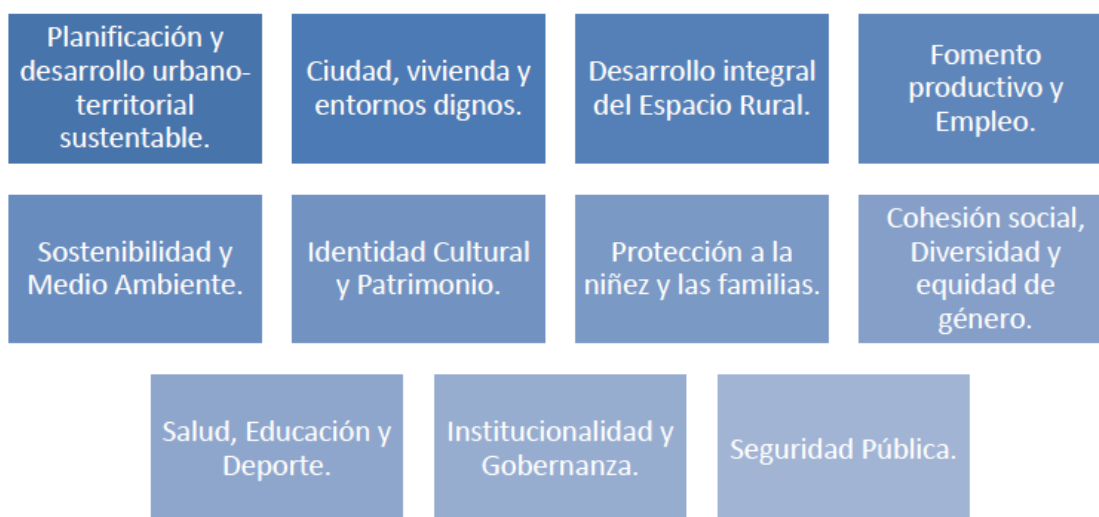 Planificación y
desarrollo urbano-
territorial
sustentable.
Ciudad, vivienda y
entornos dignos.
Desarrollo integral
del Espacio Rural.
Fomento
productivo y
Empleo.
Sostenibilidad y
Medio Ambiente.
Identidad Cultural
y Patrimonio.
Protección a la
niñez y las familias.
Cohesión social,
Diversidad y
equidad de
género.
Salud, Educación y
Deporte.
Institucionalidad y
Gobernanza.
Seguridad Pública.